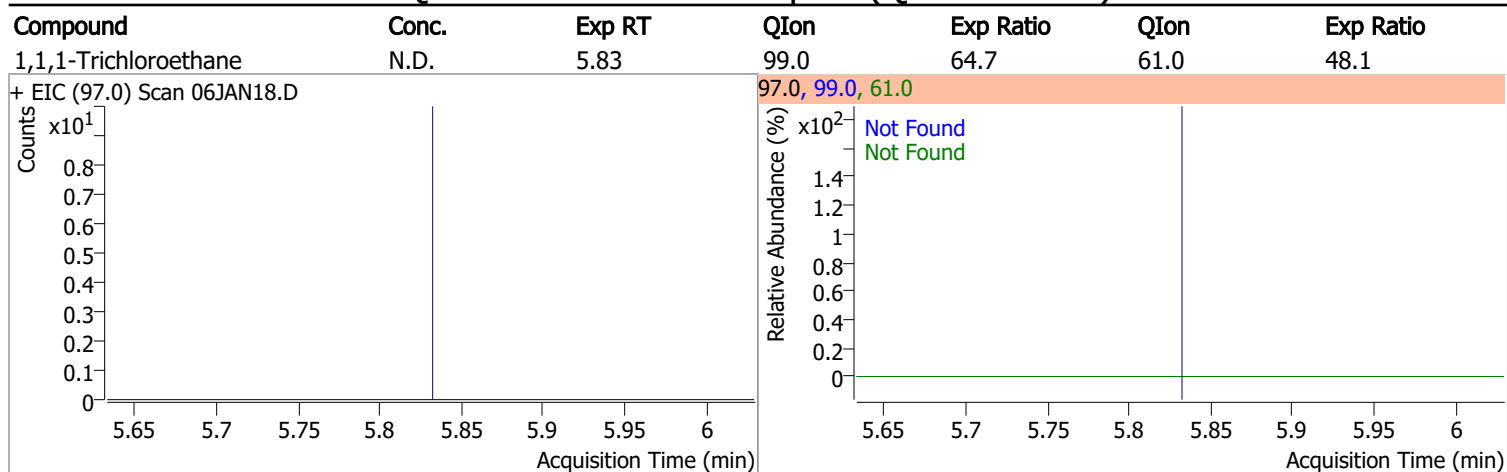 Compound Conc. Exp RT QIon Exp Ratio QIon Exp Ratio
1,1,1-Trichloroethane N.D. 5.83 99.0 64.7 61.0 48.1
+ EIC (97.0) Scan 06JAN18.D
Counts
x10¹
0.8
0.7
0.6
0.5
0.4
0.3
0.2
0.1
0
5.65 5.7 5.75 5.8 5.85 5.9 5.95 6
Acquisition Time (min)
97.0, 99.0, 61.0
Relative Abundance (%)
x10²
Not Found
Not Found
1.4
1.2
1
0.8
0.6
0.4
0.2
0
5.65 5.7 5.75 5.8 5.85 5.9 5.95 6
Acquisition Time (min)